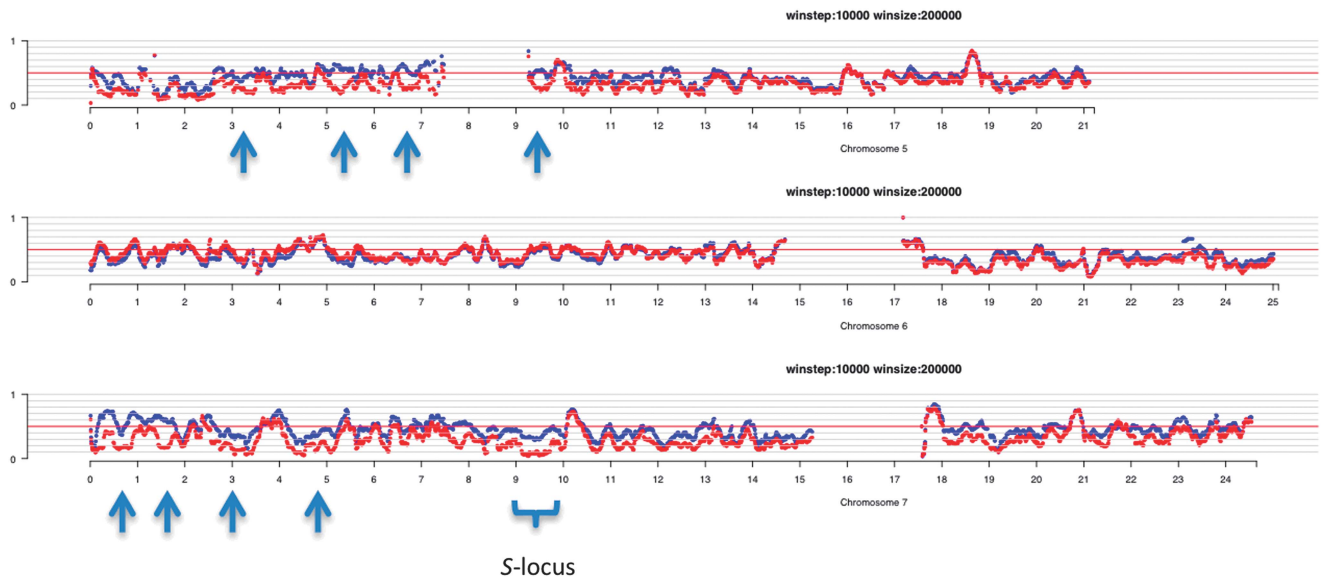 winstep:10000 winsize:200000
1
0
0 1 2 3 4 5 6 7 8 9 10 11 12 13 14 15 16 17 18 19 20 21
Chromosome 5
winstep:10000 winsize:200000
1
0
0 1 2 3 4 5 6 7 8 9 10 11 12 13 14 15 16 17 18 19 20 21 22 23 24 25
Chromosome 6
winstep:10000 winsize:200000
1
0
0 1 2 3 4 5 6 7 8 9 10 11 12 13 14 15 16 17 18 19 20 21 22 23 24
Chromosome 7
S-locus